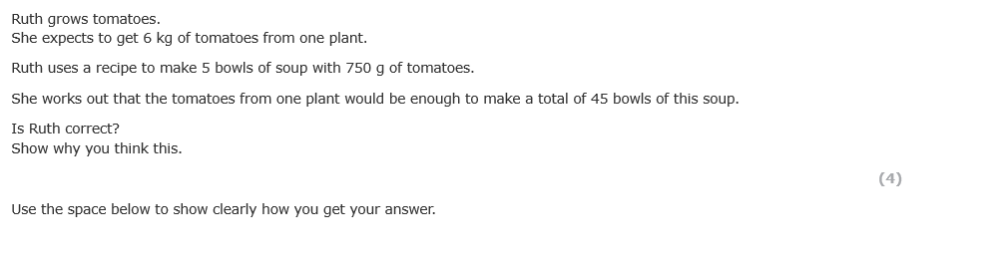 Ruth grows tomatoes.
She expects to get 6 kg of tomatoes from one plant.
Ruth uses a recipe to make 5 bowls of soup with 750 g of tomatoes.
She works out that the tomatoes from one plant would be enough to make a total of 45 bowls of this soup.
Is Ruth correct?
Show why you think this.
(4)
Use the space below to show clearly how you get your answer.